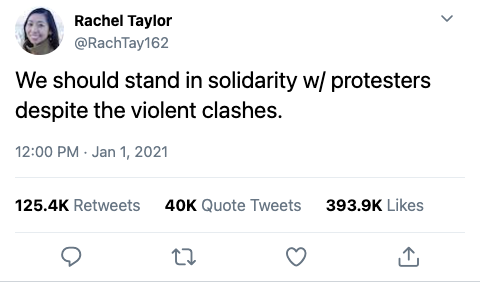 Rachel Taylor
@RachTay162
We should stand in solidarity w/ protesters
despite the violent clashes.
12:00 PM · Jan 1, 2021
125.4K Retweets 40K Quote Tweets 393.9K Likes